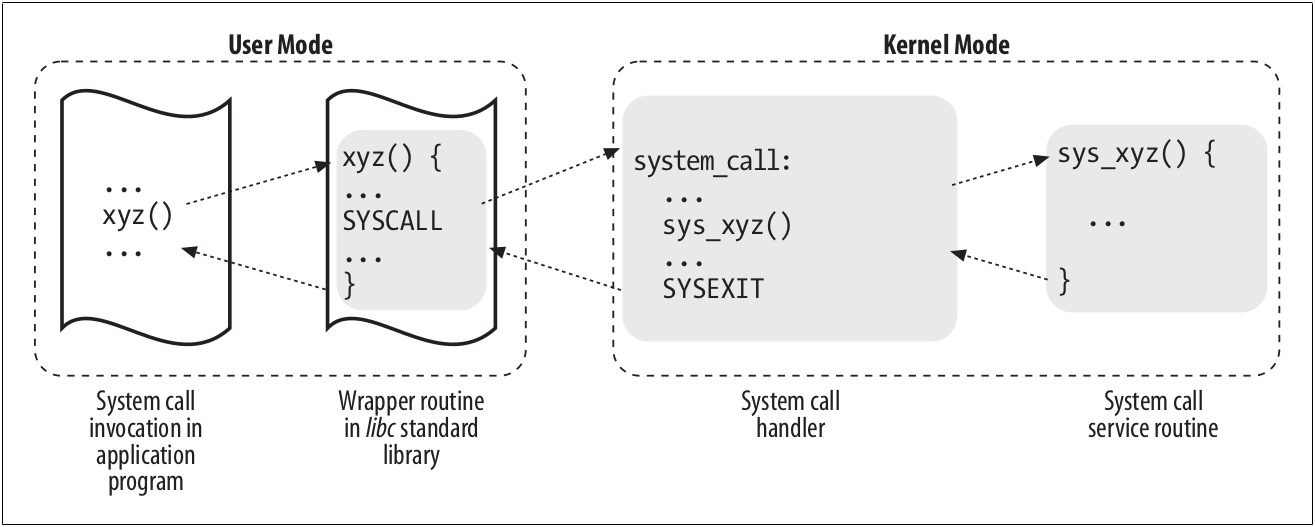 User Mode
Kernel Mode
...
xyz()
...
xyz() {
...
SYSCALL
...
}
system_call:
...
sys_xyz()
...
SYSEXIT
sys_xyz() {
...
}
System call
invocation in
application
program
Wrapper routine
in libc standard
library
System call
handler
System call
service routine